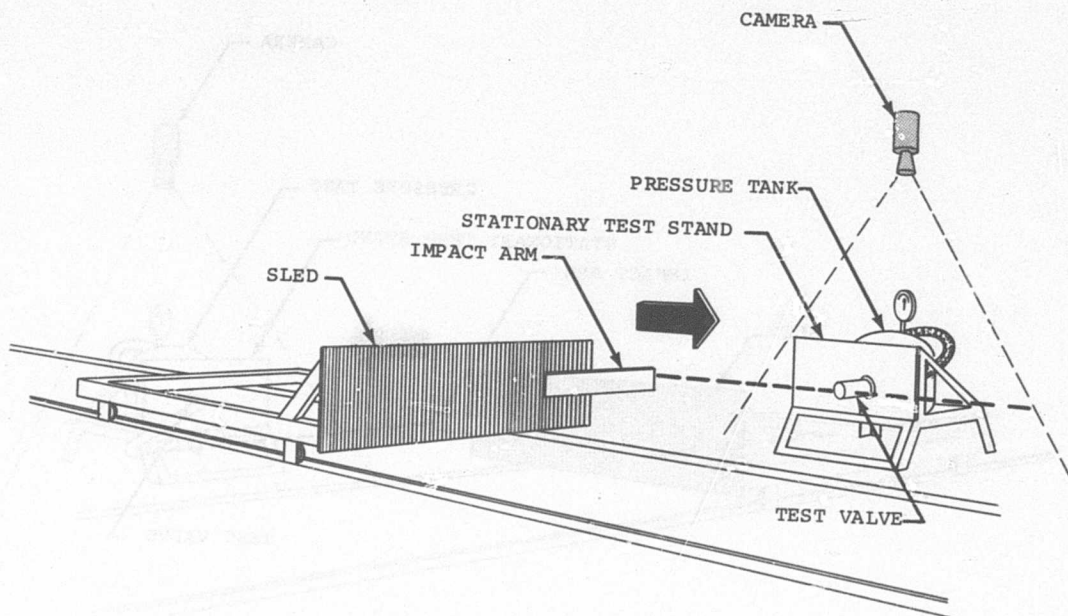 CAMERA
PRESSURE TANK
STATIONARY TEST STAND
IMPACT ARM
SLED
TEST VALVE